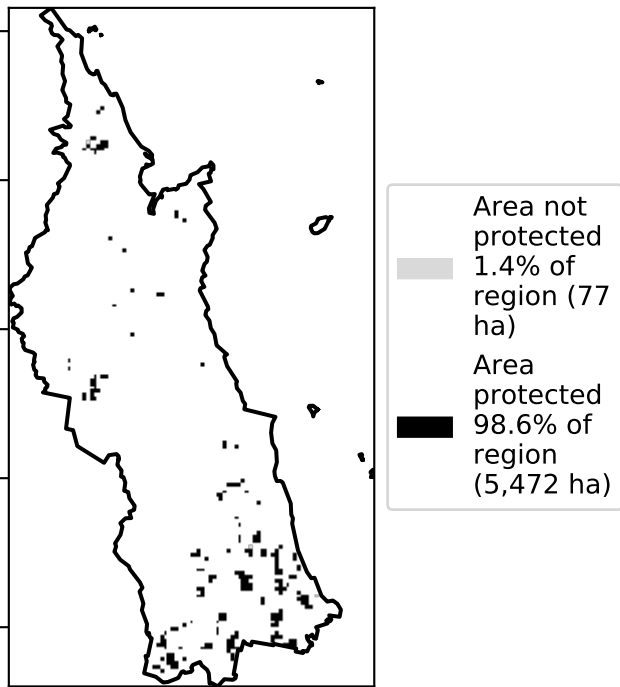 Area not
protected
1.4% of
region (77
ha)
Area
protected
98.6% of
region
(5,472 ha)